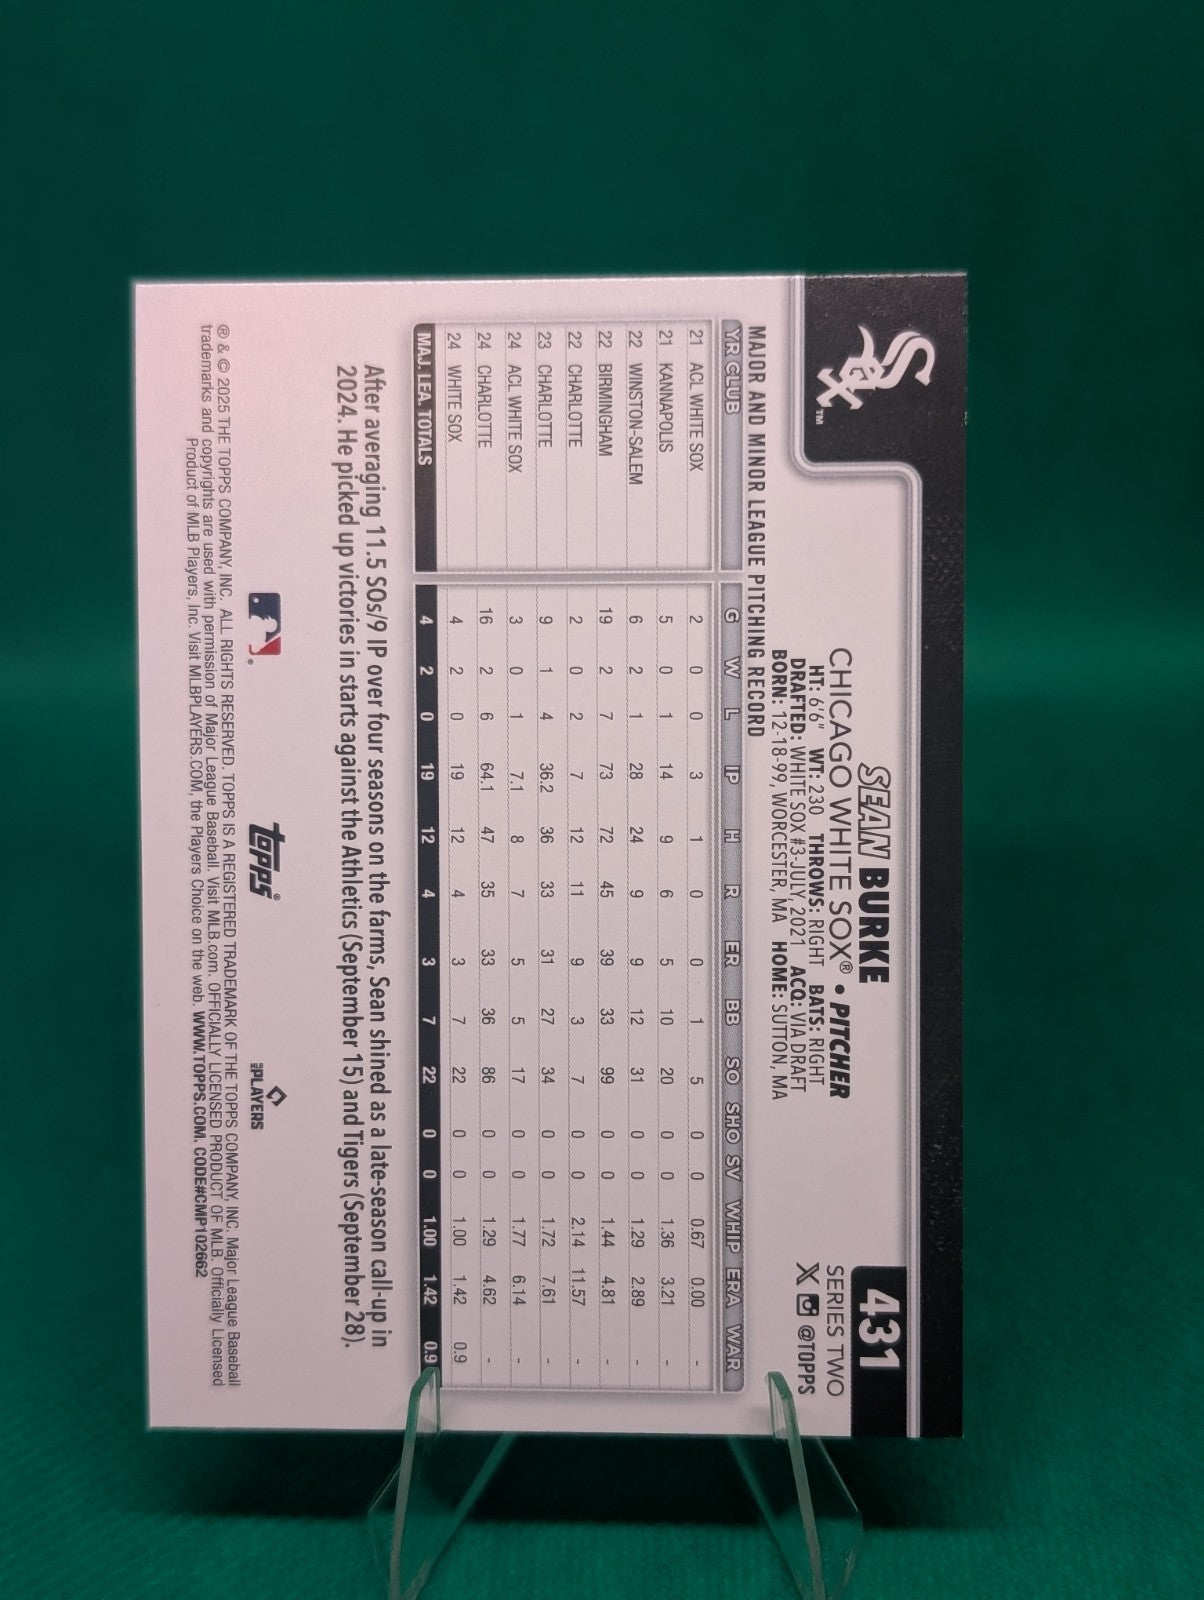 Sox™
431
SERIES TWO
X @TOPPS
SEAN BURKE
CHICAGO WHITE SOX® • PITCHER
HT: 6'6" WT: 230 THROWS: RIGHT BATS: RIGHT
DRAFTED: WHITE SOX #3-JULY, 2021 ACQ: VIA DRAFT
BORN: 12-18-99, WORCESTER, MA HOME: SUTTON, MA
MAJOR AND MINOR LEAGUE PITCHING RECORD
YR CLUB G W L IP H R ER BB SO SHO SV WHIP ERA WAR
21 ACL WHITE SOX 2 0 0 3 1 0 0 1 5 0 0 0.67 0.00 -
21 KANNAPOLIS 5 0 1 14 9 6 5 10 20 0 0 1.36 3.21 -
22 WINSTON-SALEM 6 2 1 28 24 9 9 12 31 0 0 1.29 2.89 -
22 BIRMINGHAM 19 2 7 73 72 45 39 33 99 0 0 1.44 4.81 -
22 CHARLOTTE 2 0 2 7 12 11 9 3 7 0 0 2.14 11.57 -
23 CHARLOTTE 9 1 4 36.2 36 33 31 27 34 0 0 1.72 7.61 -
24 ACL WHITE SOX 3 0 1 7.1 8 7 5 5 17 0 0 1.77 6.14 -
24 CHARLOTTE 16 2 6 64.1 47 35 33 36 86 0 0 1.29 4.62 -
24 WHITE SOX 4 2 0 19 12 4 3 7 22 0 0 1.00 1.42 0.9
MAJ. LEA. TOTALS 4 2 0 19 12 4 3 7 22 0 0 1.00 1.42 0.9
After averaging 11.5 SOs/9 IP over four seasons on the farms, Sean shined as a late-season call-up in
2024. He picked up victories in starts against the Athletics (September 15) and Tigers (September 28).
topps®
MLB PLAYERS
® & © 2025 THE TOPPS COMPANY, INC. ALL RIGHTS RESERVED. TOPPS IS A REGISTERED TRADEMARK OF THE TOPPS COMPANY, INC. Major League Baseball
trademarks and copyrights are used with permission of Major League Baseball. Visit MLB.com. OFFICIALLY LICENSED PRODUCT OF MLB. Officially Licensed
Product of MLB Players, Inc. Visit MLBPLAYERS.COM, the Players Choice on the web. WWW.TOPPS.COM. CODE#CMP102662